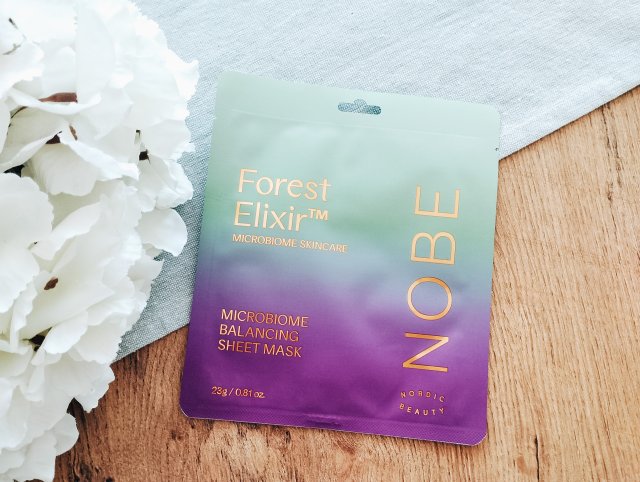 Forest
Elixir™
MICROBIOME SKINCARE
MICROBIOME
BALANCING
SHEET MASK
23g / 0.81 oz.
NOBE
NORDIC
BEAUTY